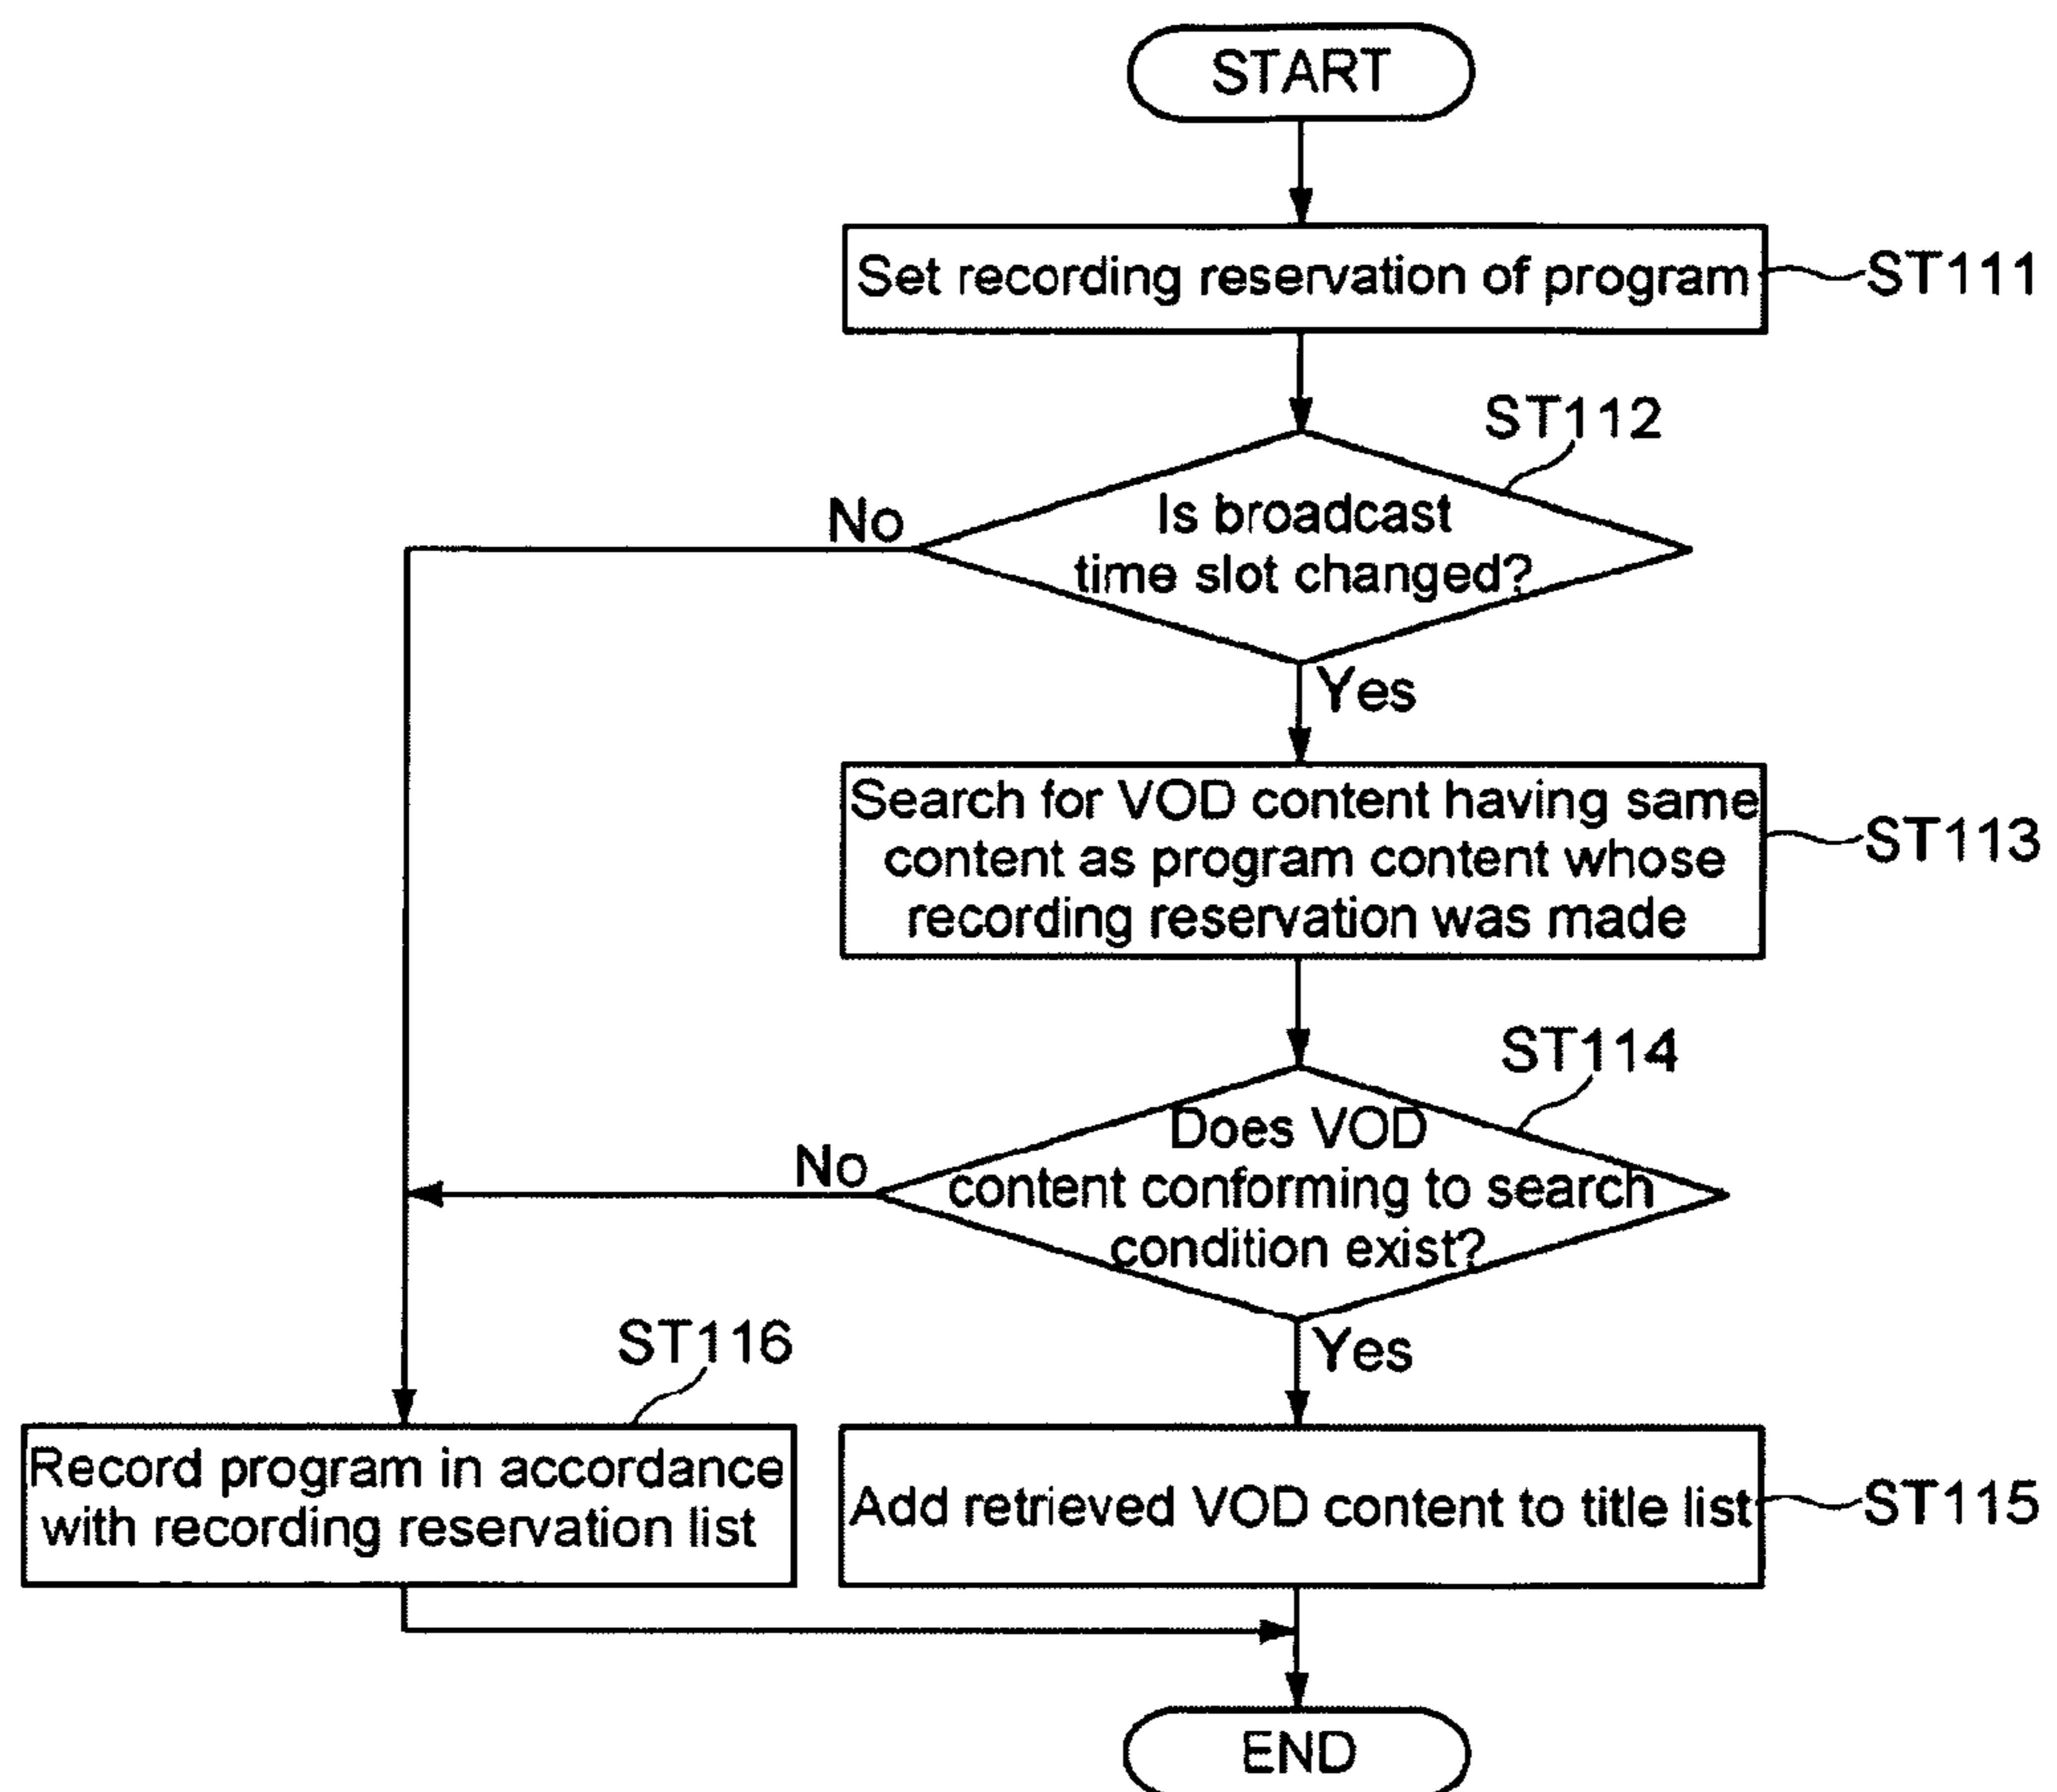 START
Set recording reservation of program
ST111
ST112
Is broadcast
time slot changed?
No
Yes
Search for VOD content having same
content as program content whose
recording reservation was made
ST113
ST114
Does VOD
content conforming to search
condition exist?
No
Yes
ST116
Record program in accordance
with recording reservation list
Add retrieved VOD content to title list
ST115
END